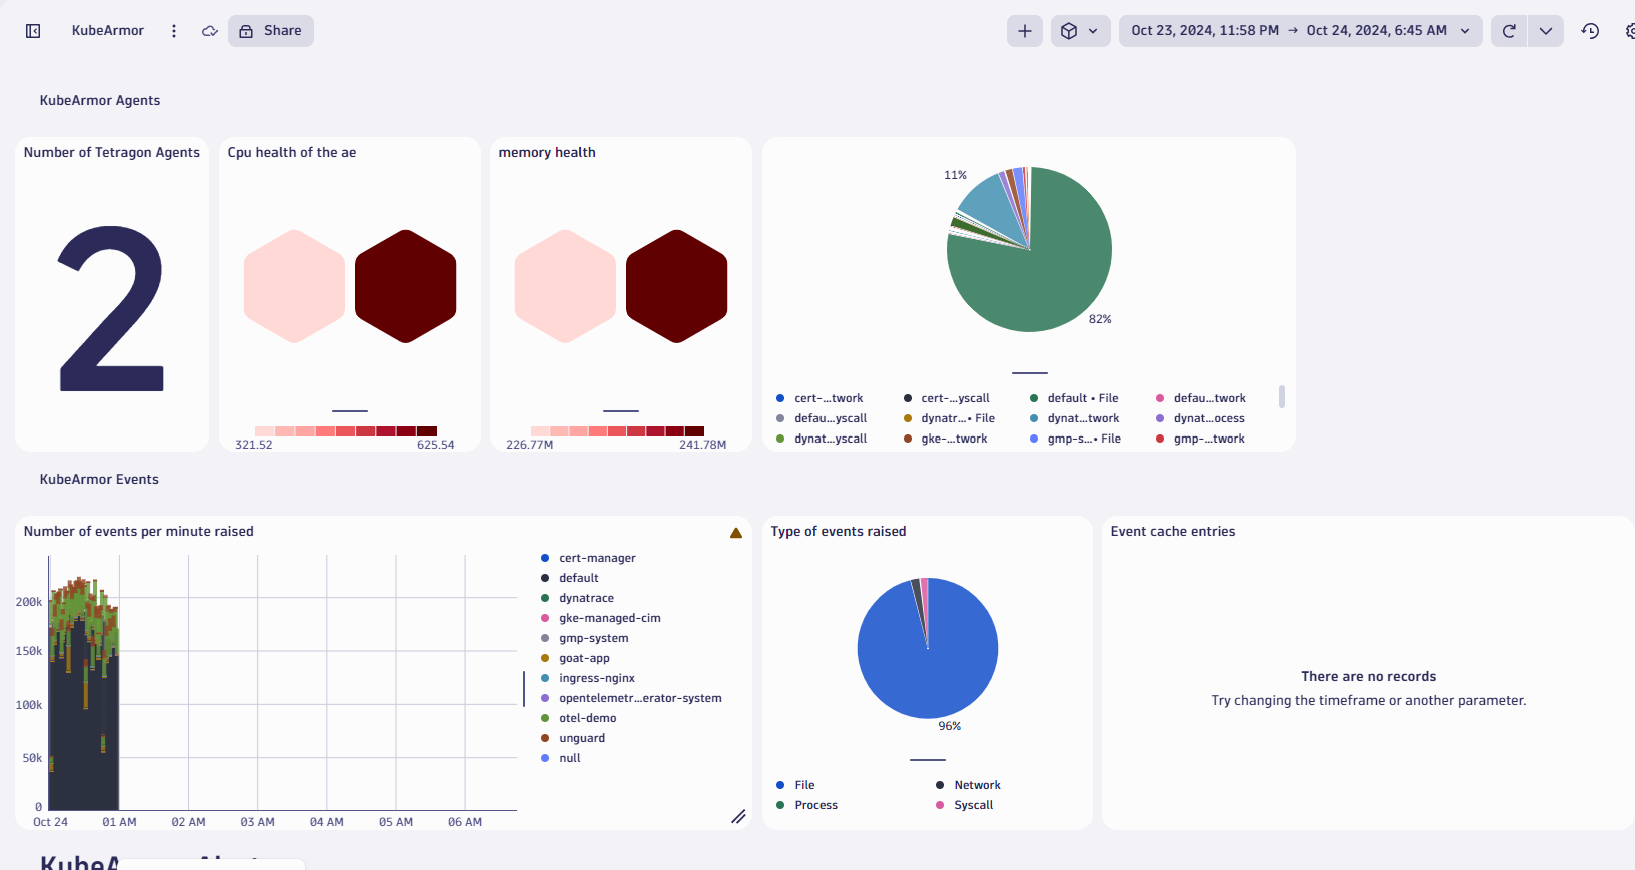 KubeArmor
Share
Oct 23, 2024, 11:58 PM → Oct 24, 2024, 6:45 AM
KubeArmor Agents
Number of Tetragon Agents
2
Cpu health of the ae
321.52
625.54
memory health
226.77M
241.78M
11%
82%
cert-...twork
cert-...yscall
default • File
defau...twork
defau...yscall
dynatr...• File
dynat...twork
dynat...ocess
dynat...yscall
gke-...twork
gmp-s...• File
gmp-...twork
KubeArmor Events
Number of events per minute raised
200k
150k
100k
50k
0
Oct 24
01 AM
02 AM
03 AM
04 AM
05 AM
06 AM
cert-manager
default
dynatrace
gke-managed-cim
gmp-system
goat-app
ingress-nginx
opentelemetr...erator-system
otel-demo
unguard
null
Type of events raised
96%
File
Network
Process
Syscall
Event cache entries
There are no records
Try changing the timeframe or another parameter.